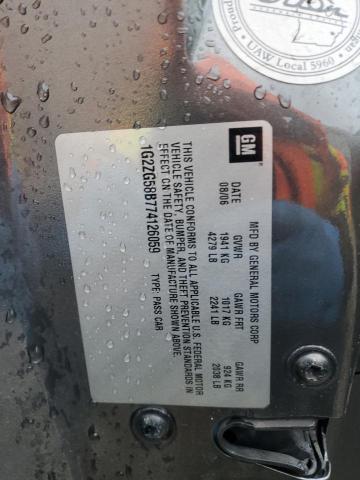 GM
MFD BY GENERAL MOTORS CORP
DATE GVWR GAWR FRT GAWR RR
08/06 1941 KG 1017 KG 924 KG
4279 LB 2241 LB 2038 LB
THIS VEHICLE CONFORMS TO ALL APPLICABLE U.S. FEDERAL MOTOR
VEHICLE SAFETY, BUMPER, AND THEFT PREVENTION STANDARDS IN
EFFECT ON THE DATE OF MANUFACTURE SHOWN ABOVE.
1G2ZG58B774126059 TYPE: PASS CAR
UAW Local 5960